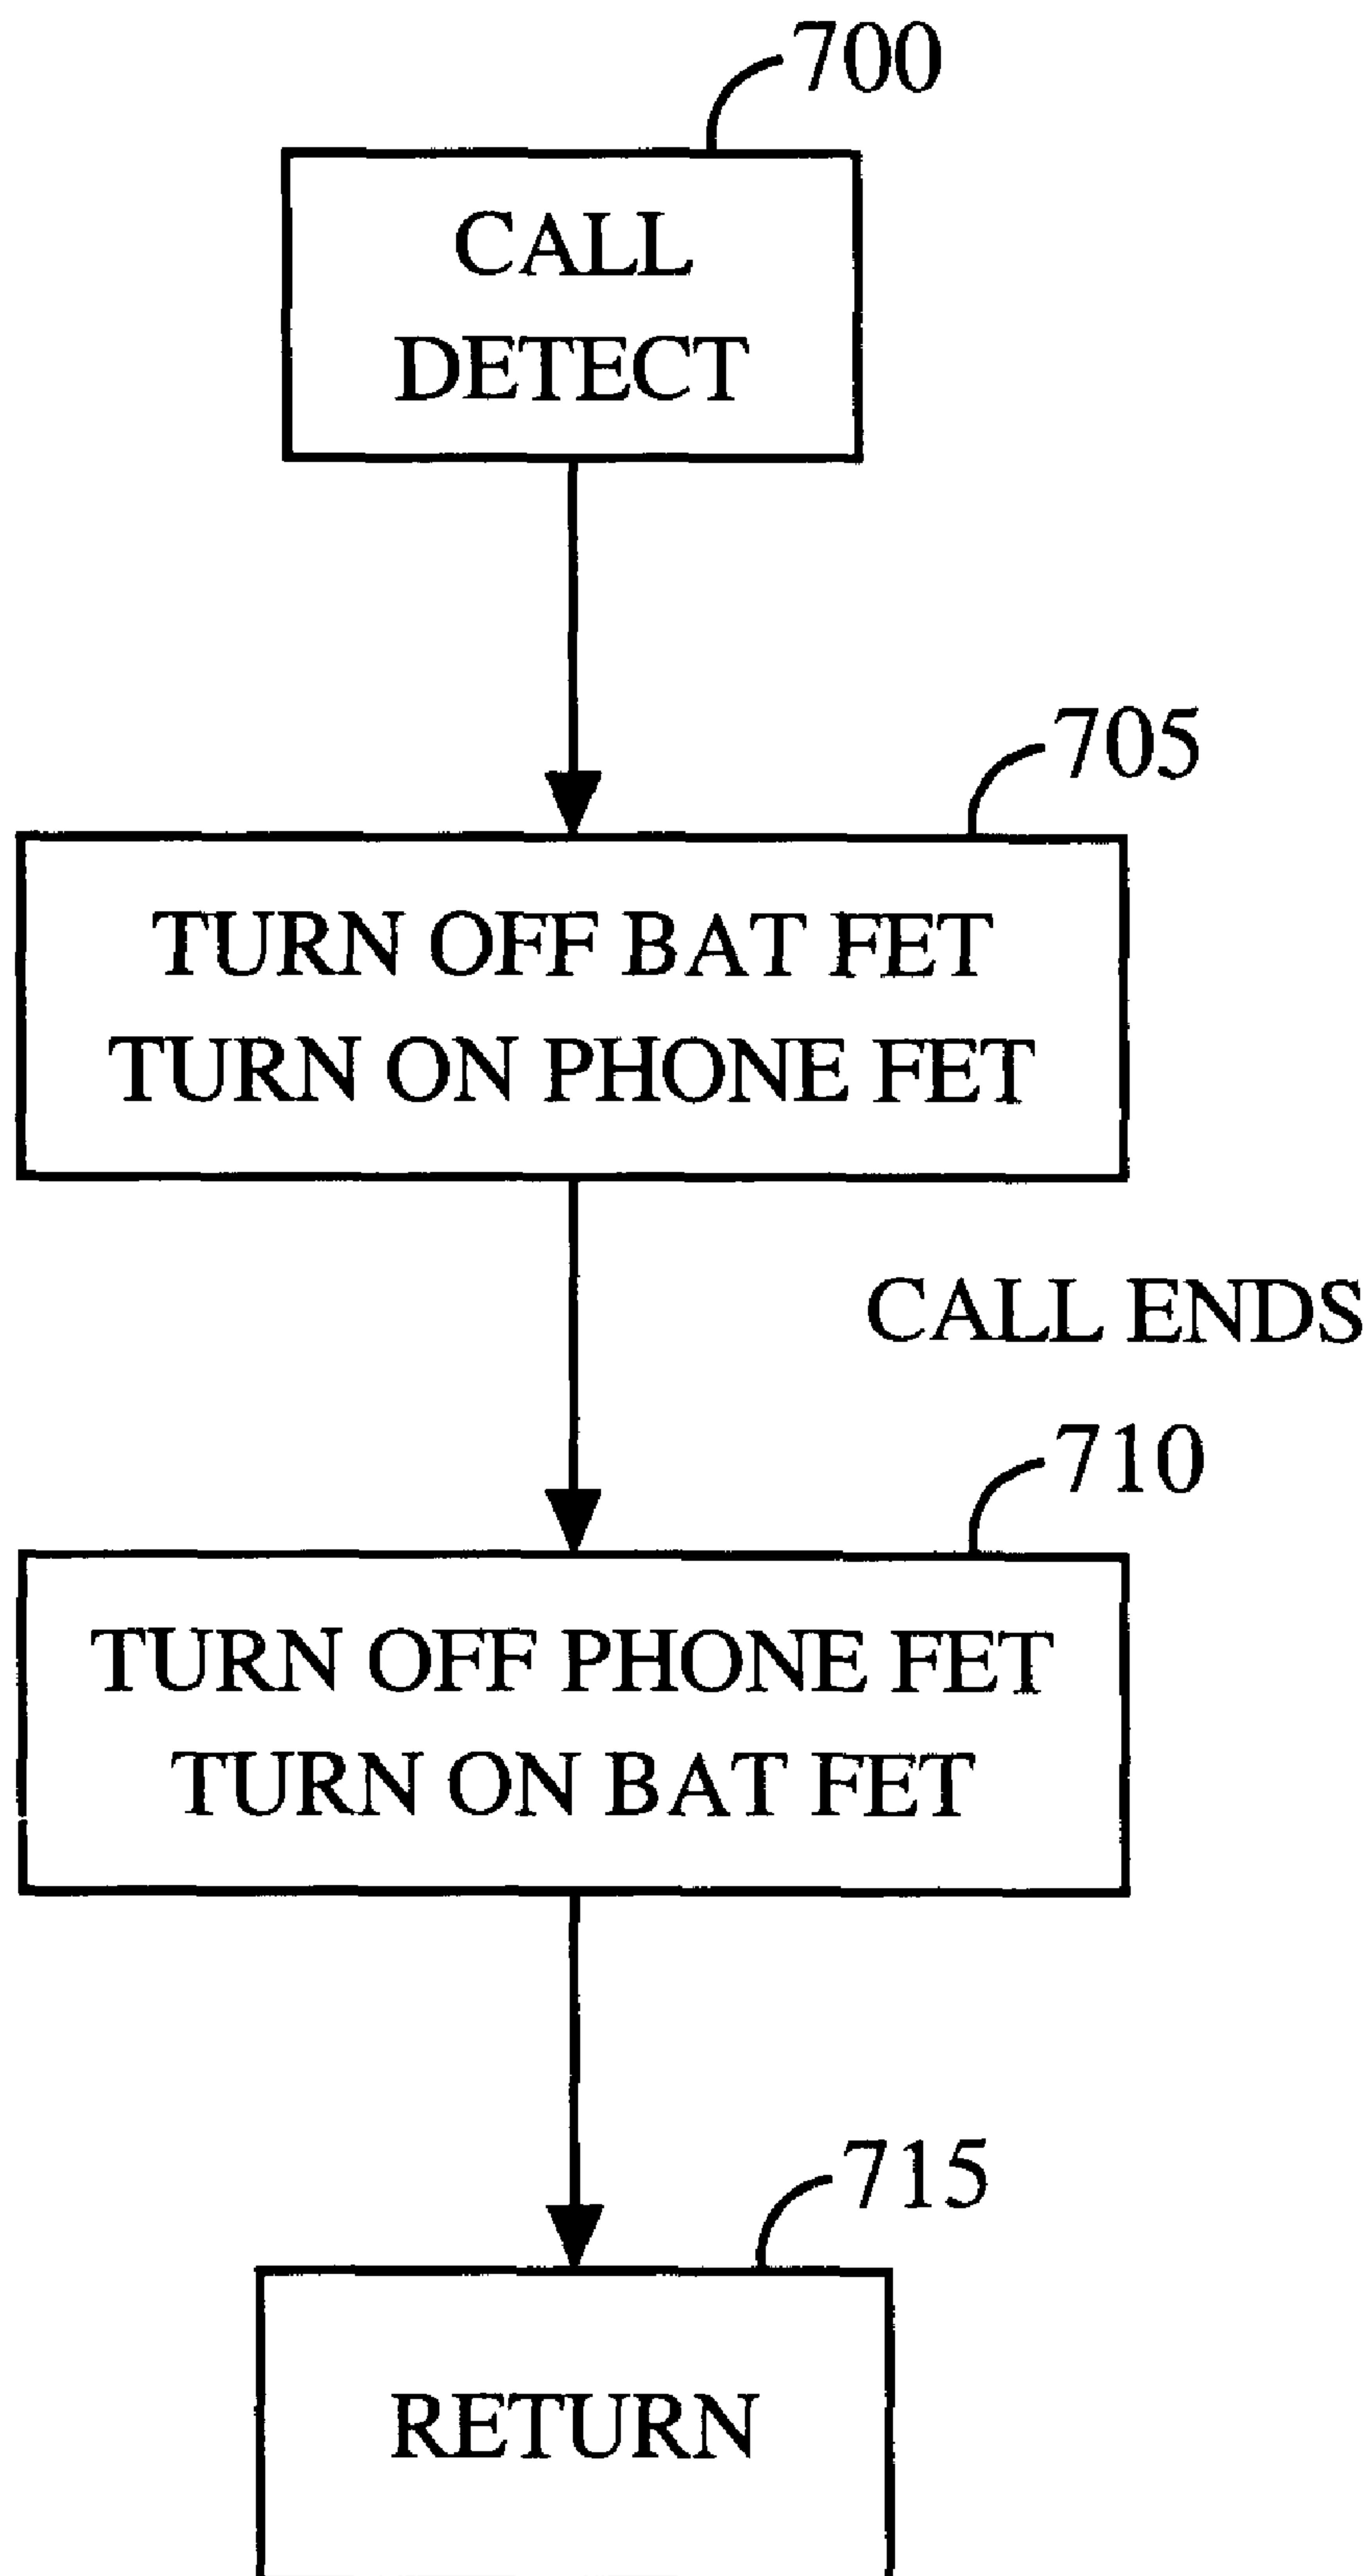 700
CALL
DETECT
705
TURN OFF BAT FET
TURN ON PHONE FET
CALL ENDS
710
TURN OFF PHONE FET
TURN ON BAT FET
715
RETURN